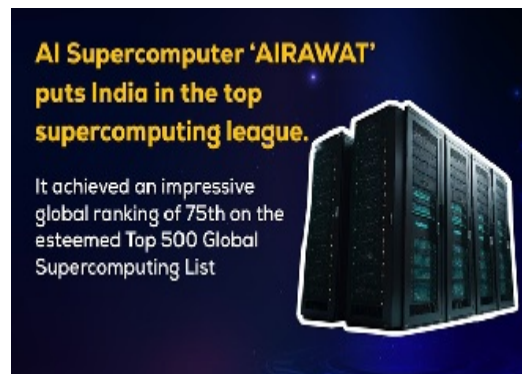 AI Supercomputer ‘AIRAWAT’
puts India in the top
supercomputing league.
It achieved an impressive
global ranking of 75th on the
esteemed Top 500 Global
Supercomputing List